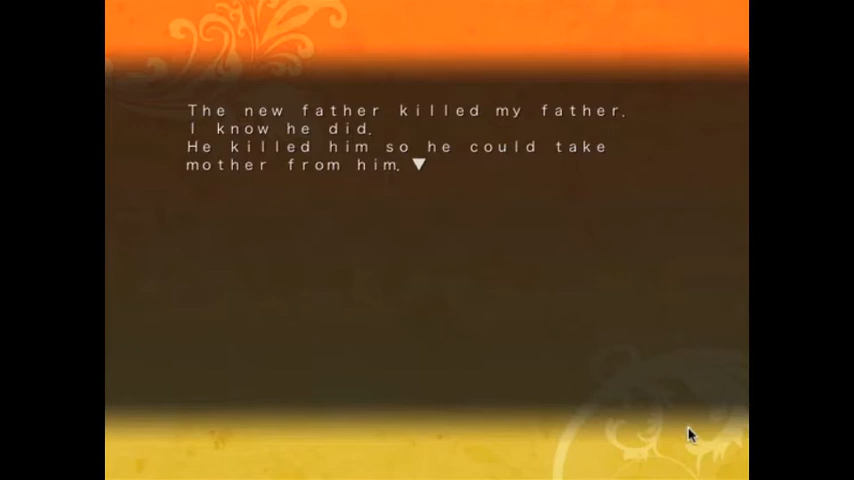 The new father killed my father.
I know he did.
He killed him so he could take
mother from him.